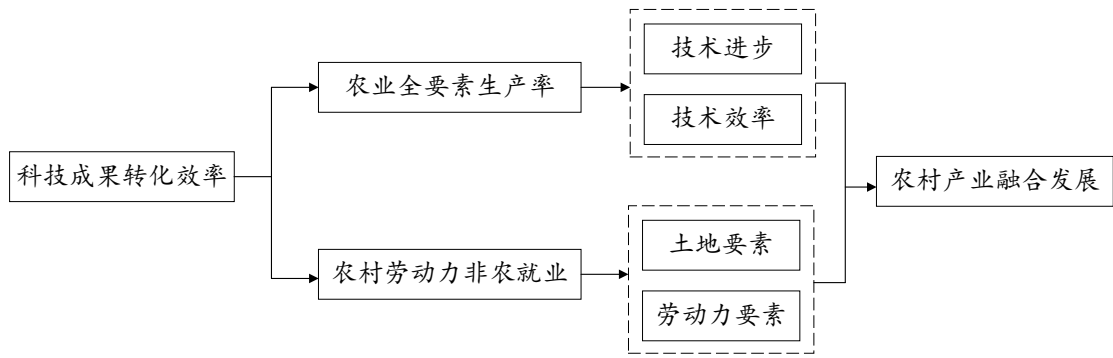 科技成果转化效率
农业全要素生产率
技术进步
技术效率
农村劳动力非农就业
土地要素
劳动力要素
农村产业融合发展